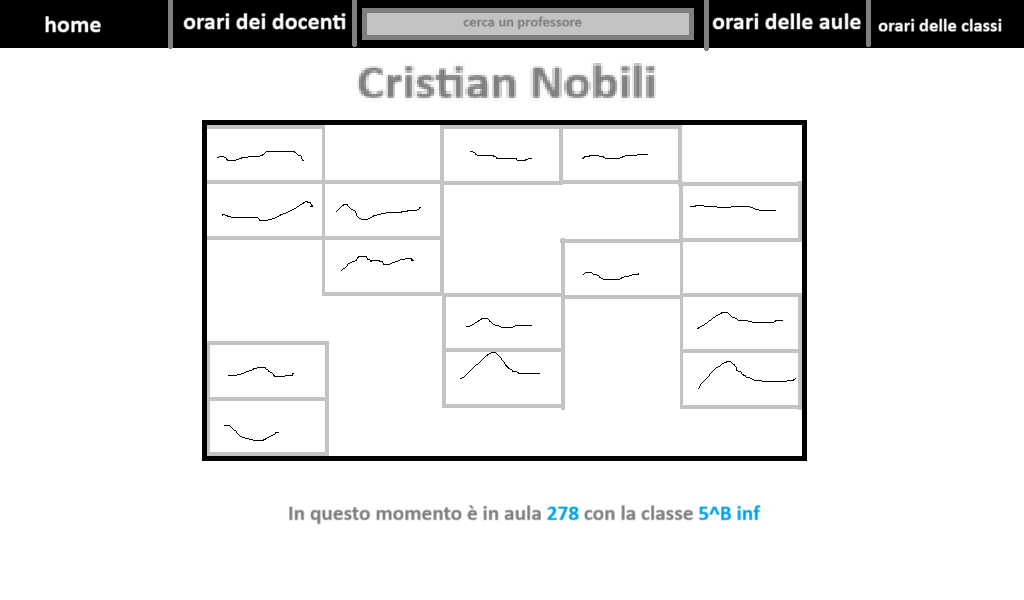 home orari dei docenti cerca un professore orari delle aule orari delle classi
Cristian Nobili
In questo momento è in aula 278 con la classe 5^B inf